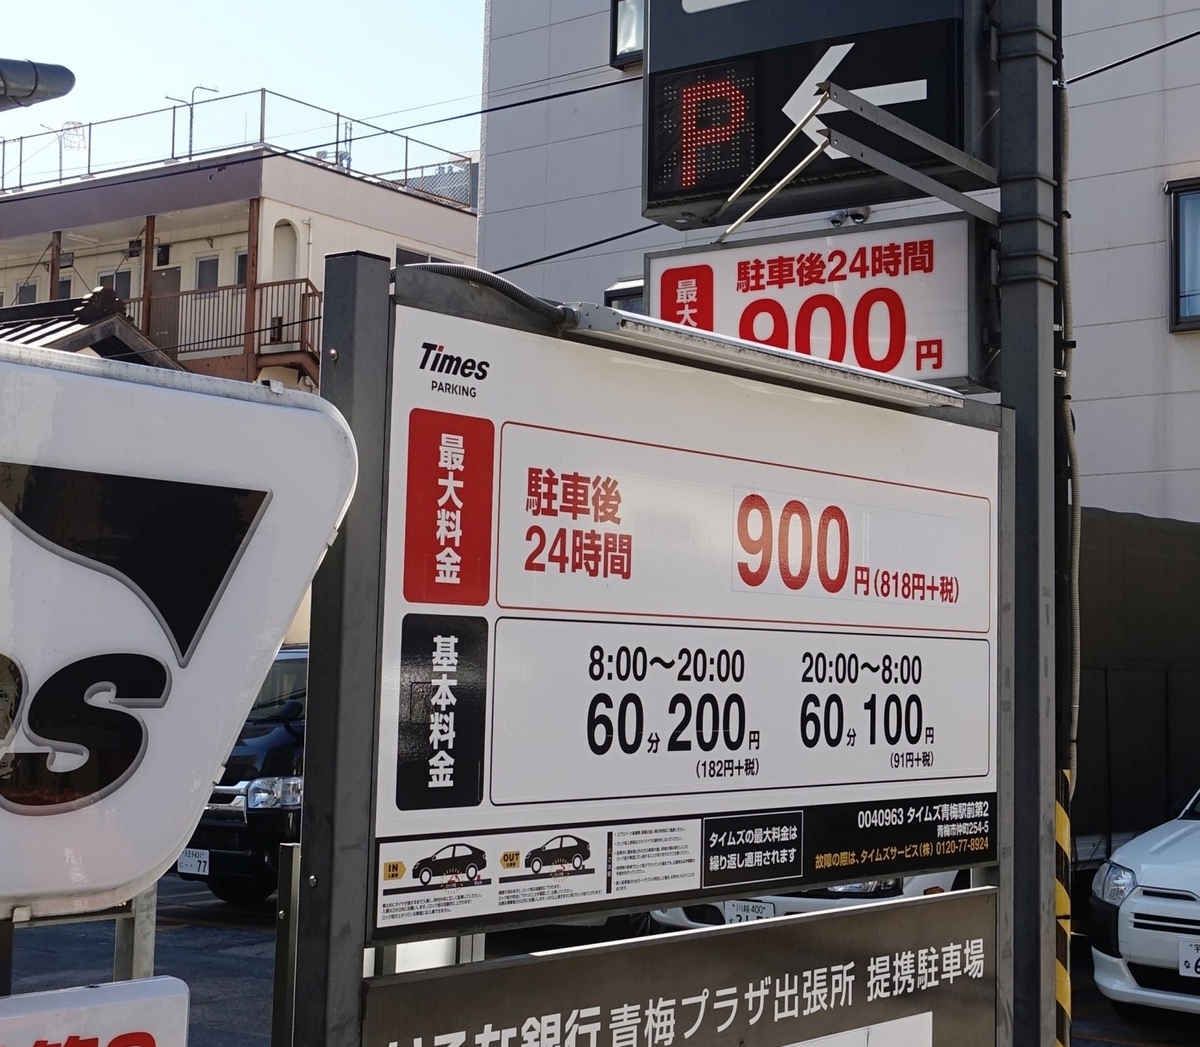 P
最大
駐車後24時間
900円
Times
PARKING
最大料金
駐車後
24時間
900円(818円+税)
基本料金
8:00〜20:00
60分200円
(182円+税)
20:00〜8:00
60分100円
(91円+税)
IN
OUT
タイムズの最大料金は
繰り返し適用されます
0040963 タイムズ青梅駅前第2
青梅市仲町254-5
故障の際は、タイムズサービス(株) 0120-77-8924
りそな銀行 青梅プラザ出張所 提携駐車場
77
400